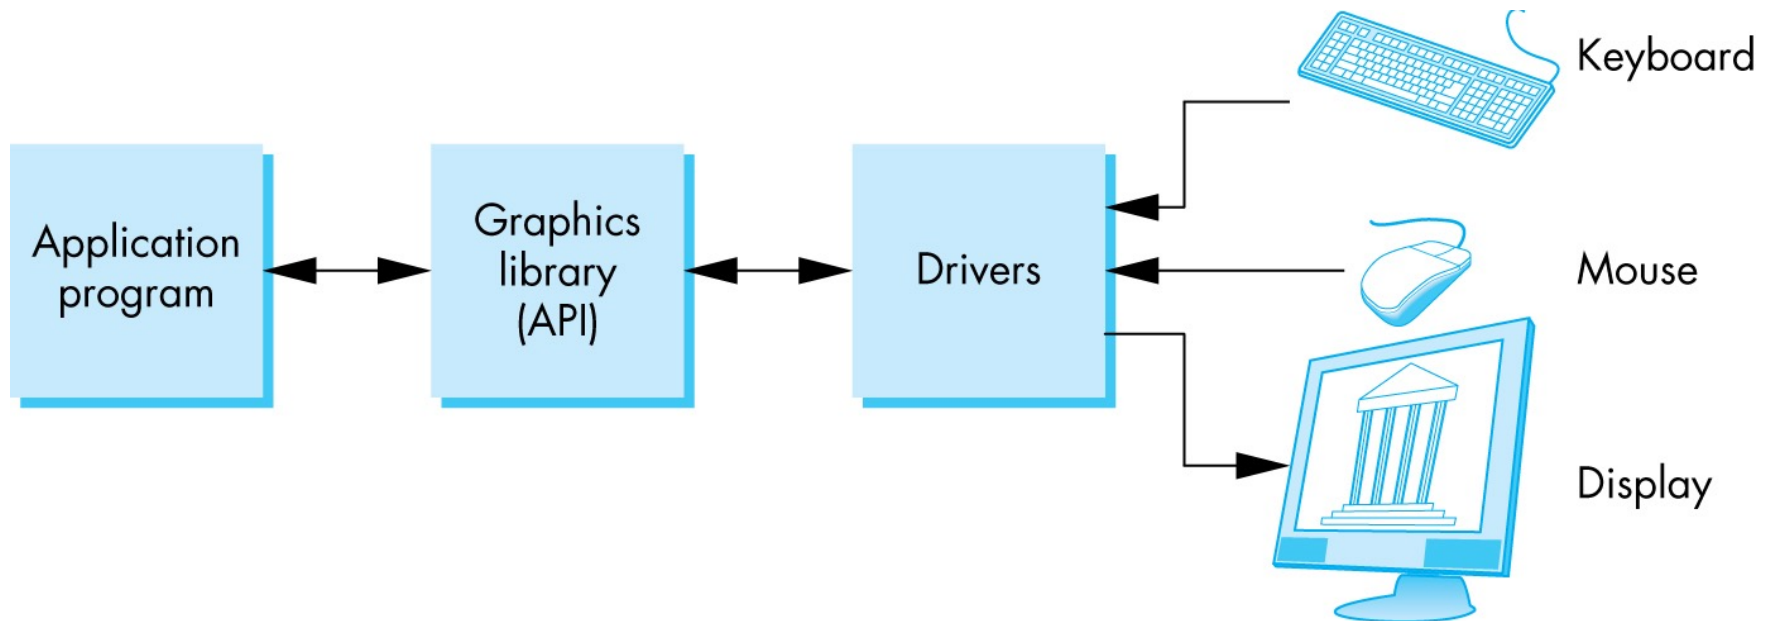 Application
program
Graphics
library
(API)
Drivers
Keyboard
Mouse
Display